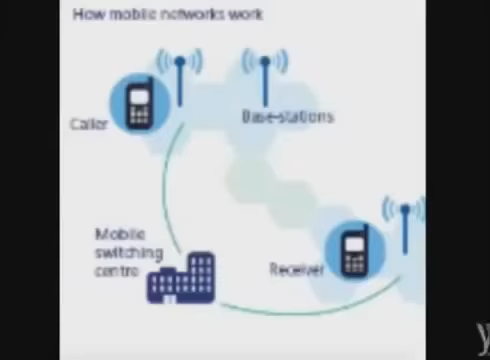 How mobile networks work
Caller
Base-stations
Mobile
switching
centre
Receiver